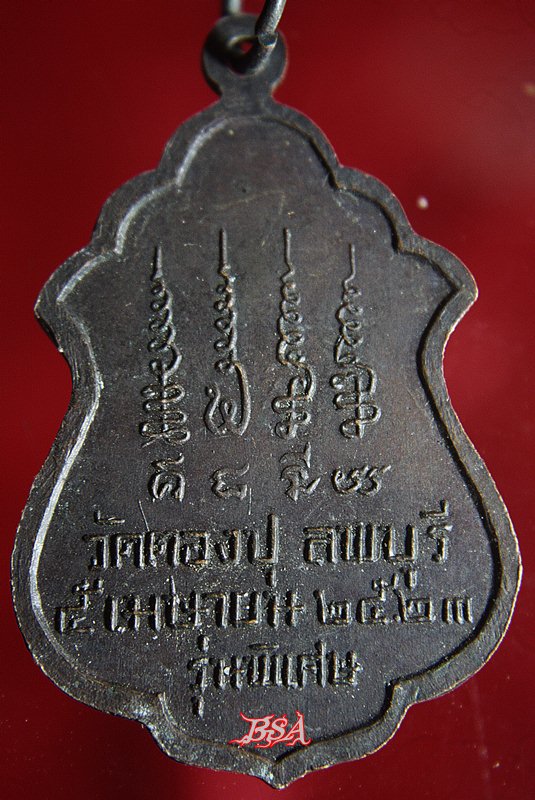 วัดตองปุ ลพบุรี
๕ เมษายน ๒๕๒๓
รุ่นพิเศษ
BSA